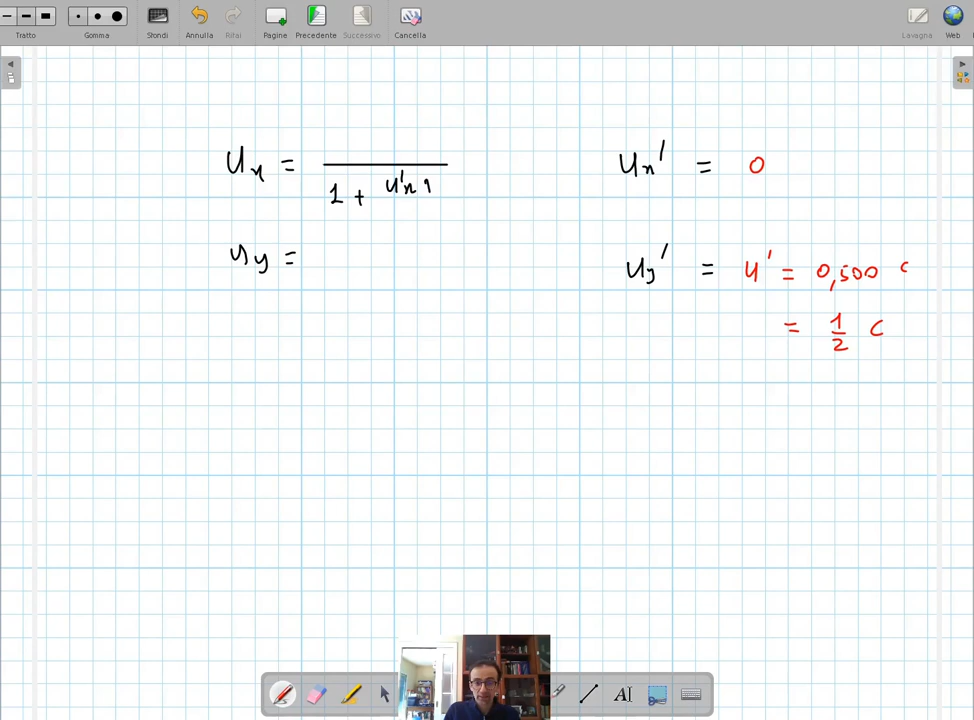 Tratto
Gomma
Sfondi
Annulla
Rifai
Pagine
Precedente
Successivo
Cancella
Lavagna
Web
Ux =
1 + u'x
Ux' = 0
uy =
Uy' = u' = 0,500 c
= 1/2 c
A